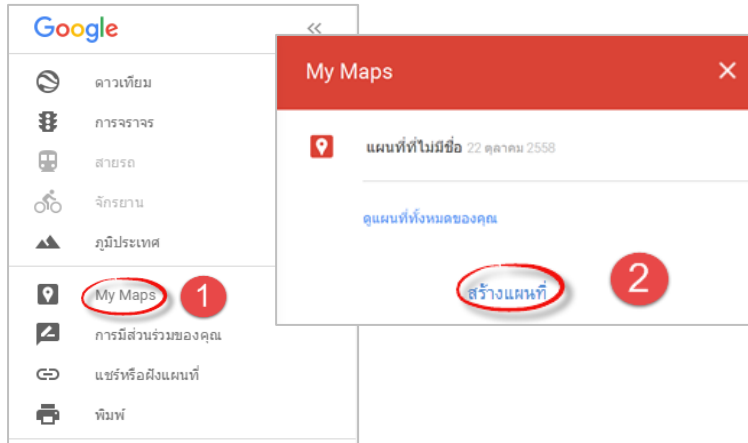 Google
ดาวเทียม
การจราจร
สายรถ
จักรยาน
ภูมิประเทศ
My Maps
1
การมีส่วนร่วมของคุณ
แชร์หรือฝังแผนที่
พิมพ์
My Maps
แผนที่ที่ไม่มีชื่อ 22 ตุลาคม 2558
ดูแผนที่ทั้งหมดของคุณ
สร้างแผนที่
2